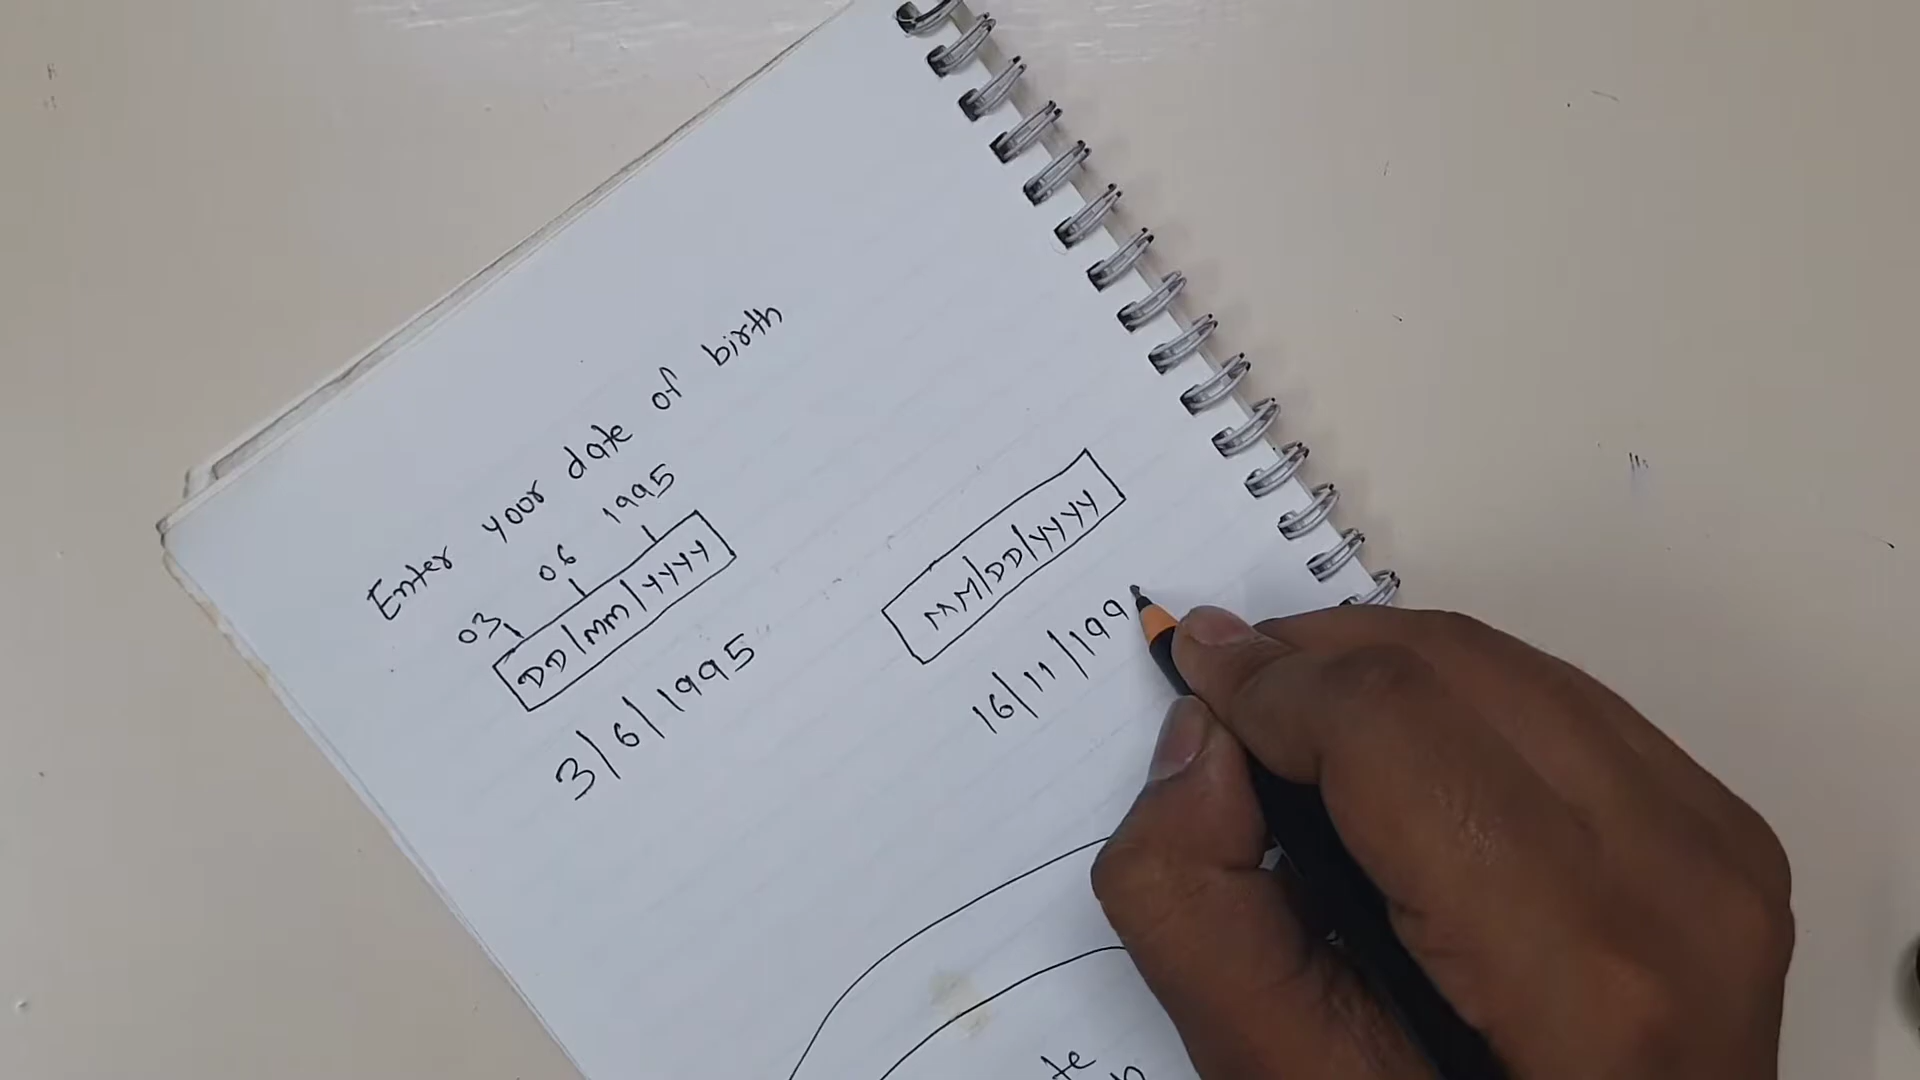 Enter your date of birth
03 06 1995
DD|MM|YYYY
3/6/1995
MM|DD|YYYY
16/11/199